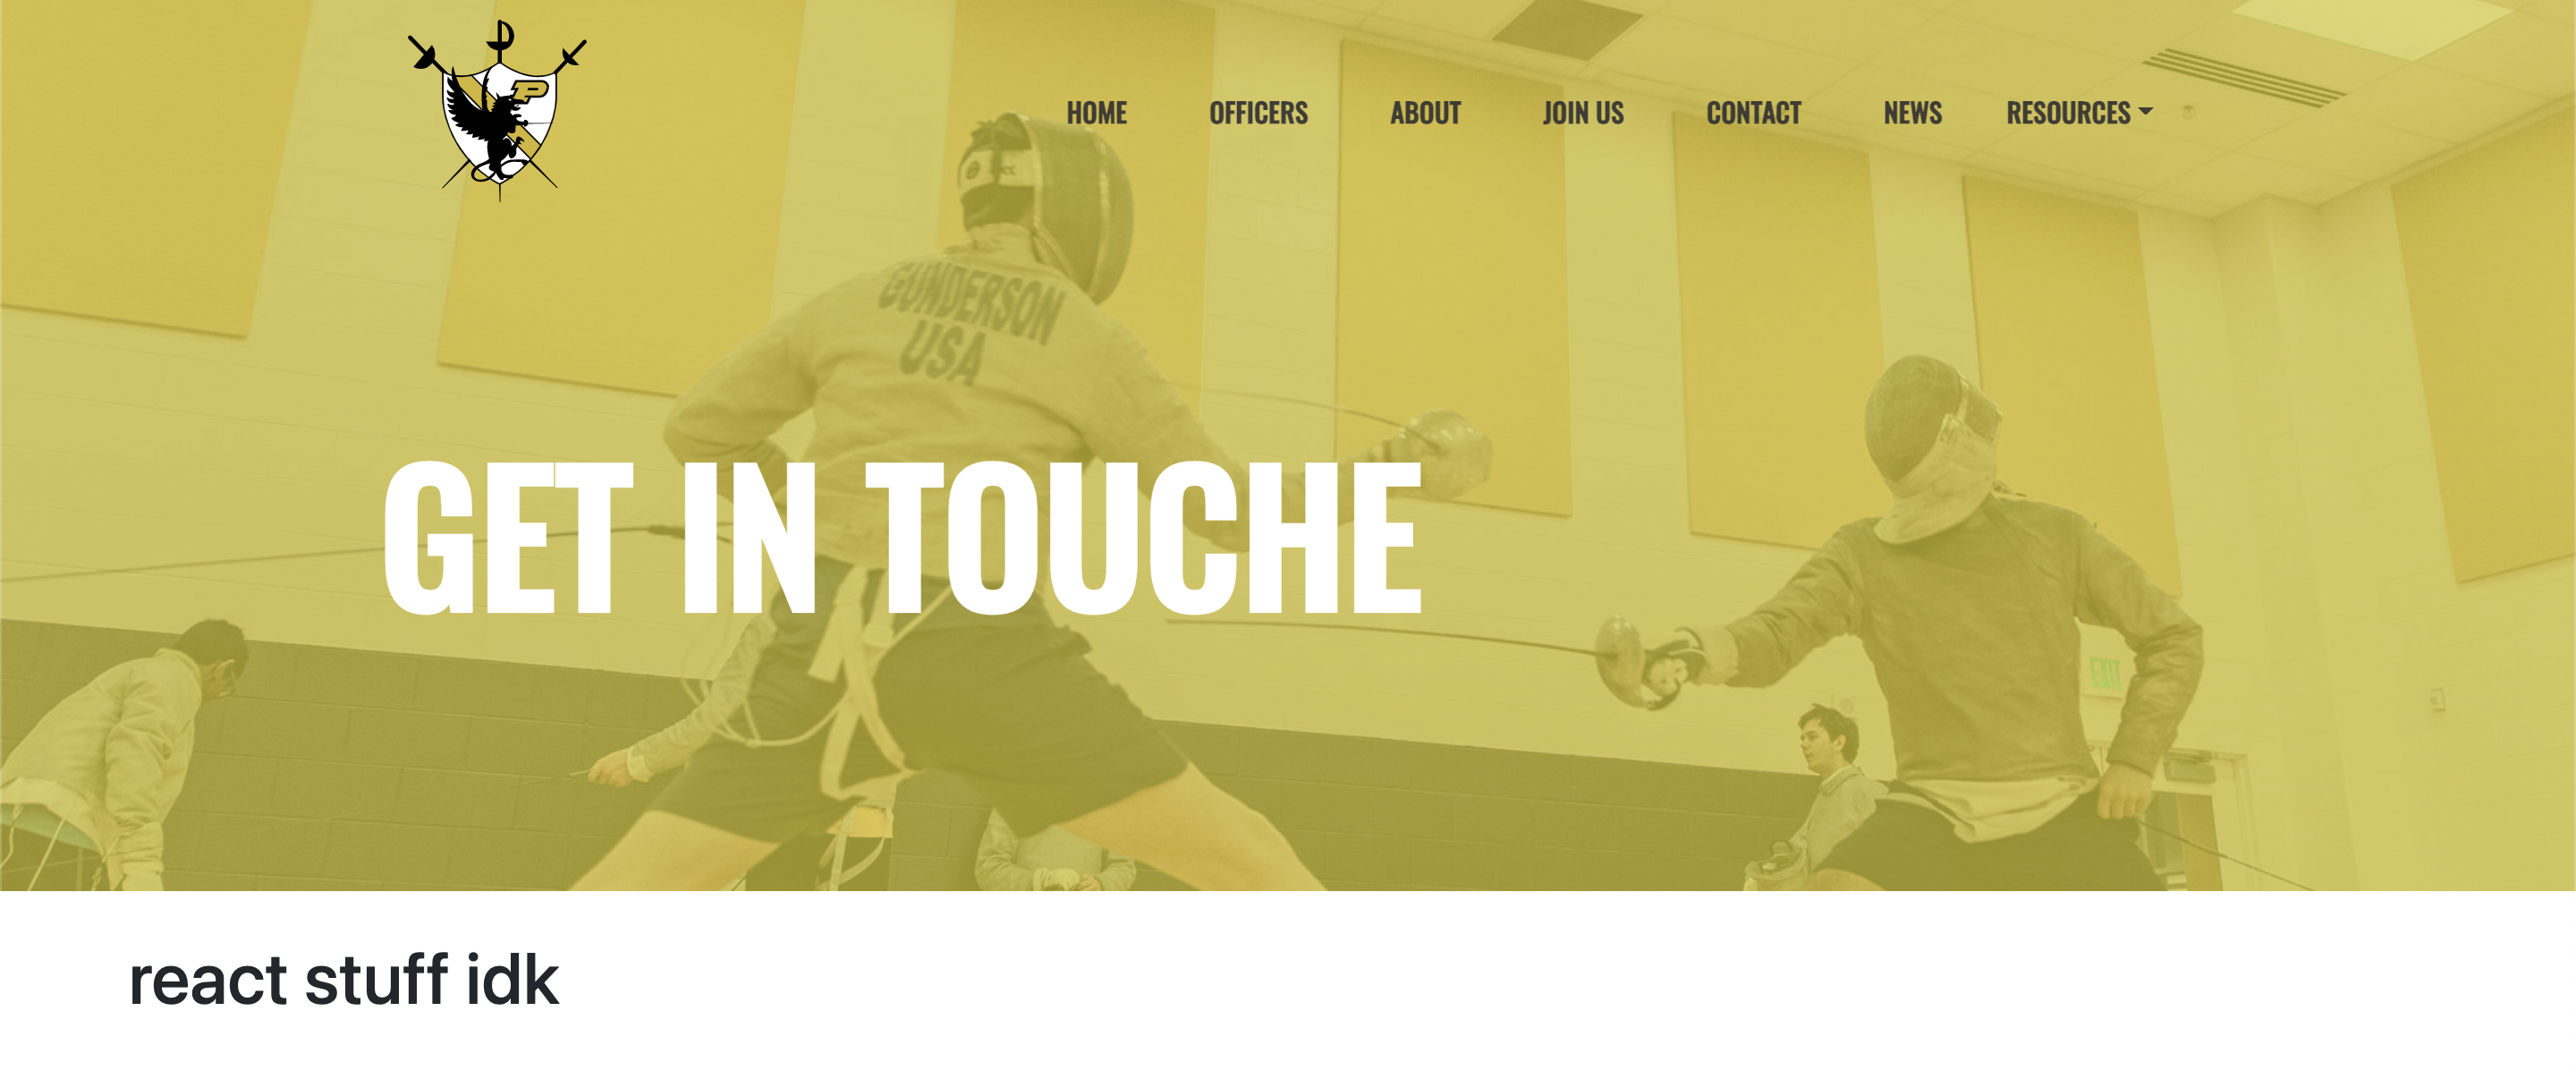 P
HOME OFFICERS ABOUT JOIN US CONTACT NEWS RESOURCES
GUNDERSON
USA
GET IN TOUCHE
EXIT
react stuff idk